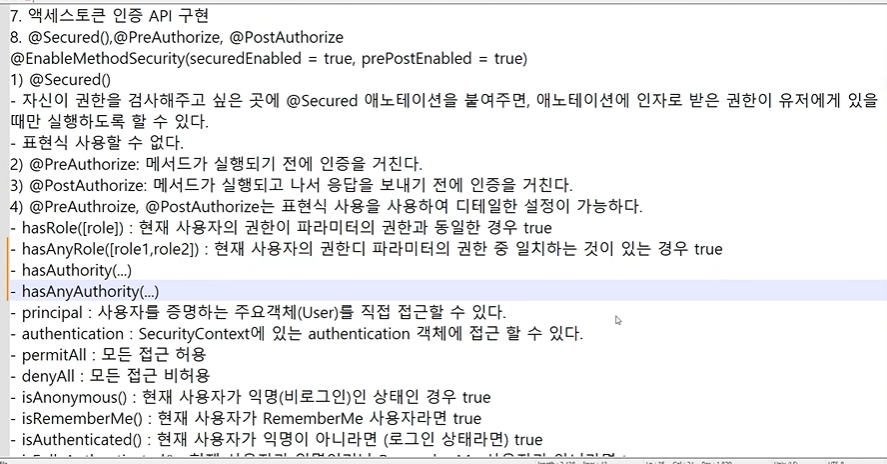 7. 액세스토큰 인증 API 구현
8. @Secured(),@PreAuthorize, @PostAuthorize
@EnableMethodSecurity(securedEnabled = true, prePostEnabled = true)
1) @Secured()
- 자신이 권한을 검사해주고 싶은 곳에 @Secured 애노테이션을 붙여주면, 애노테이션에 인자로 받은 권한이 유저에게 있을
때만 실행하도록 할 수 있다.
- 표현식 사용할 수 없다.
2) @PreAuthorize: 메서드가 실행되기 전에 인증을 거친다.
3) @PostAuthorize: 메서드가 실행되고 나서 응답을 보내기 전에 인증을 거친다.
4) @PreAuthroize, @PostAuthorize는 표현식 사용을 사용하여 디테일한 설정이 가능하다.
- hasRole([role]) : 현재 사용자의 권한이 파라미터의 권한과 동일한 경우 true
- hasAnyRole([role1,role2]) : 현재 사용자의 권한디 파라미터의 권한 중 일치하는 것이 있는 경우 true
- hasAuthority(...)
- hasAnyAuthority(...)
- principal : 사용자를 증명하는 주요객체(User)를 직접 접근할 수 있다.
- authentication : SecurityContext에 있는 authentication 객체에 접근 할 수 있다.
- permitAll : 모든 접근 허용
- denyAll : 모든 접근 비허용
- isAnonymous() : 현재 사용자가 익명(비로그인)인 상태인 경우 true
- isRememberMe() : 현재 사용자가 RememberMe 사용자라면 true
- isAuthenticated() : 현재 사용자가 익명이 아니라면 (로그인 상태라면) true